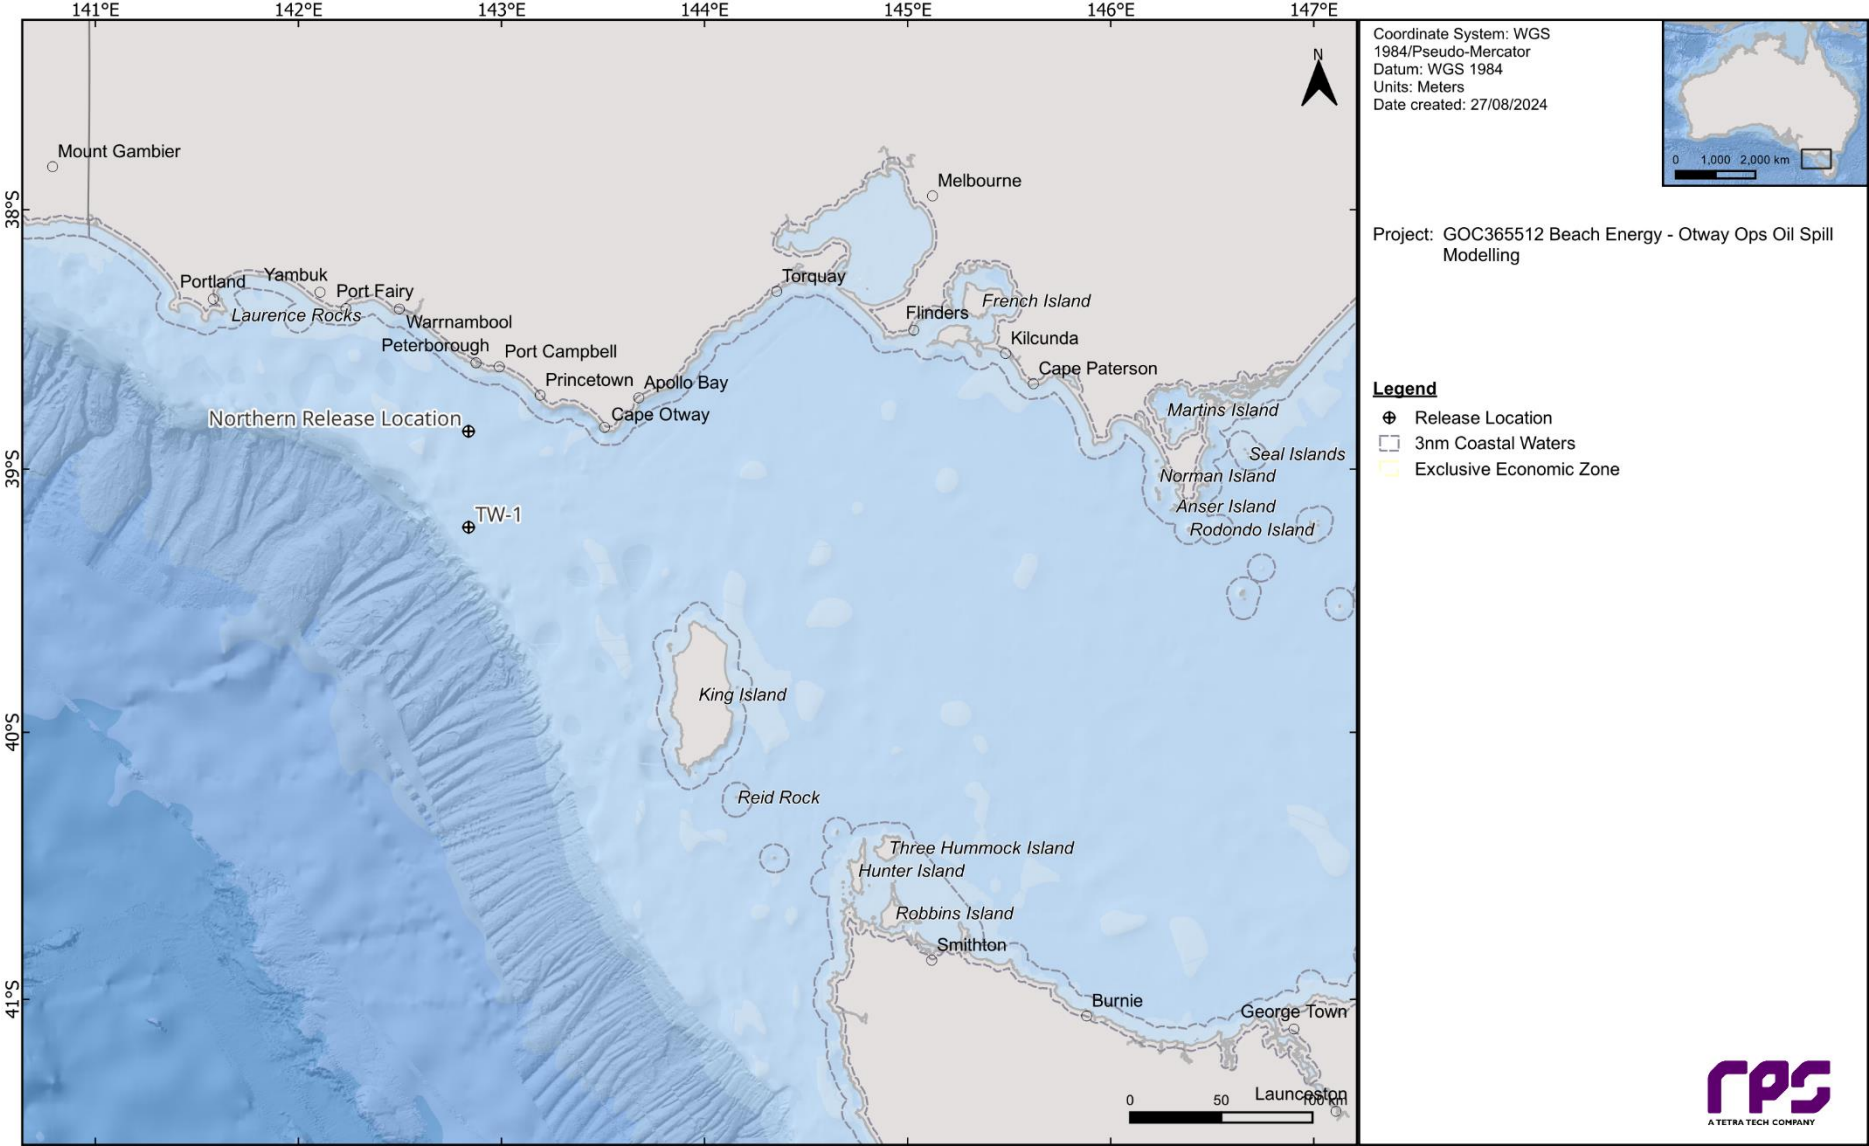 141°E 142°E 143°E 144°E 145°E 146°E 147°E
38°S
39°S
40°S
41°S
N
Mount Gambier
Melbourne
Portland
Yambuk
Port Fairy
Laurence Rocks
Warrnambool
Peterborough
Port Campbell
Princetown
Apollo Bay
Cape Otway
Torquay
Flinders
French Island
Kilcunda
Cape Paterson
Martins Island
Seal Islands
Norman Island
Anser Island
Rodondo Island
Northern Release Location
TW-1
King Island
Reid Rock
Three Hummock Island
Hunter Island
Robbins Island
Smithton
Burnie
George Town
Launceston
0 50 100 km
Coordinate System: WGS
1984/Pseudo-Mercator
Datum: WGS 1984
Units: Meters
Date created: 27/08/2024
0 1,000 2,000 km
Project: GOC365512 Beach Energy - Otway Ops Oil Spill
Modelling
Legend
Release Location
3nm Coastal Waters
Exclusive Economic Zone
rps
A TETRA TECH COMPANY